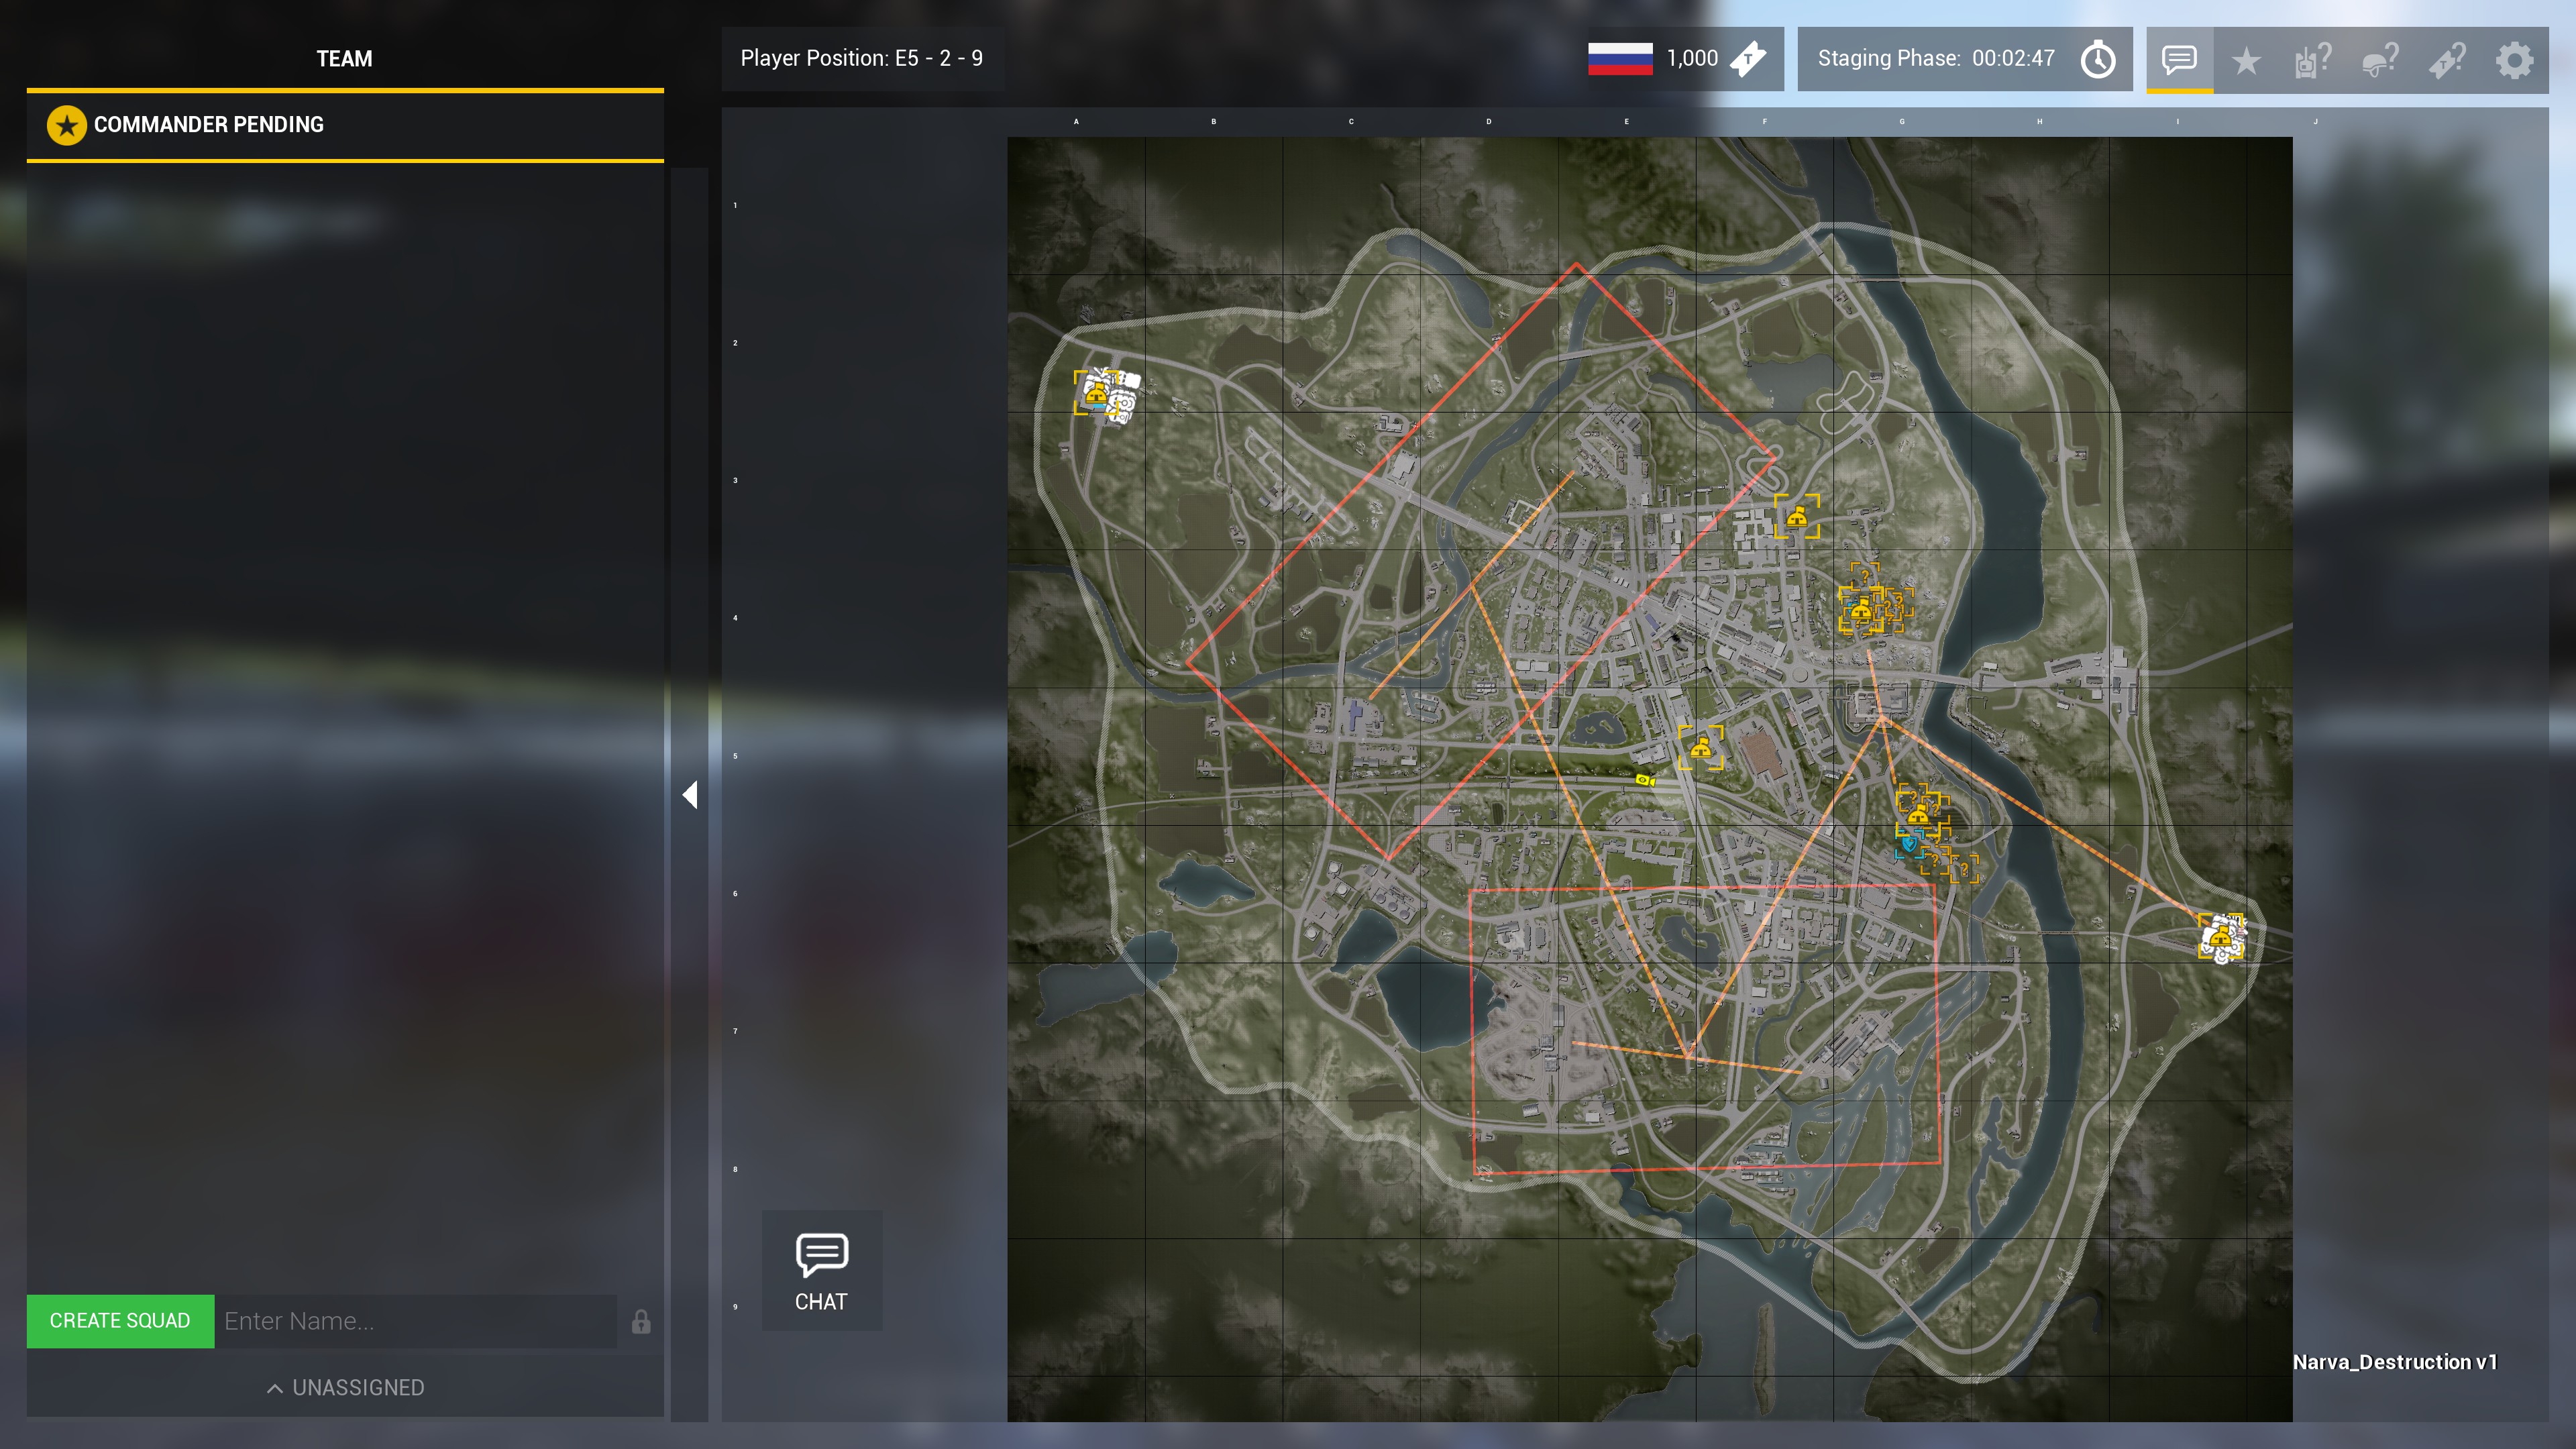 TEAM
Player Position: E5 - 2 - 9
1,000
T
Staging Phase: 00:02:47
?
?
T?
COMMANDER PENDING
A B C D E F G H I J
1
2
3
4
5
6
7
8
9
CHAT
CREATE SQUAD
Enter Name...
UNASSIGNED
Narva_Destruction v1